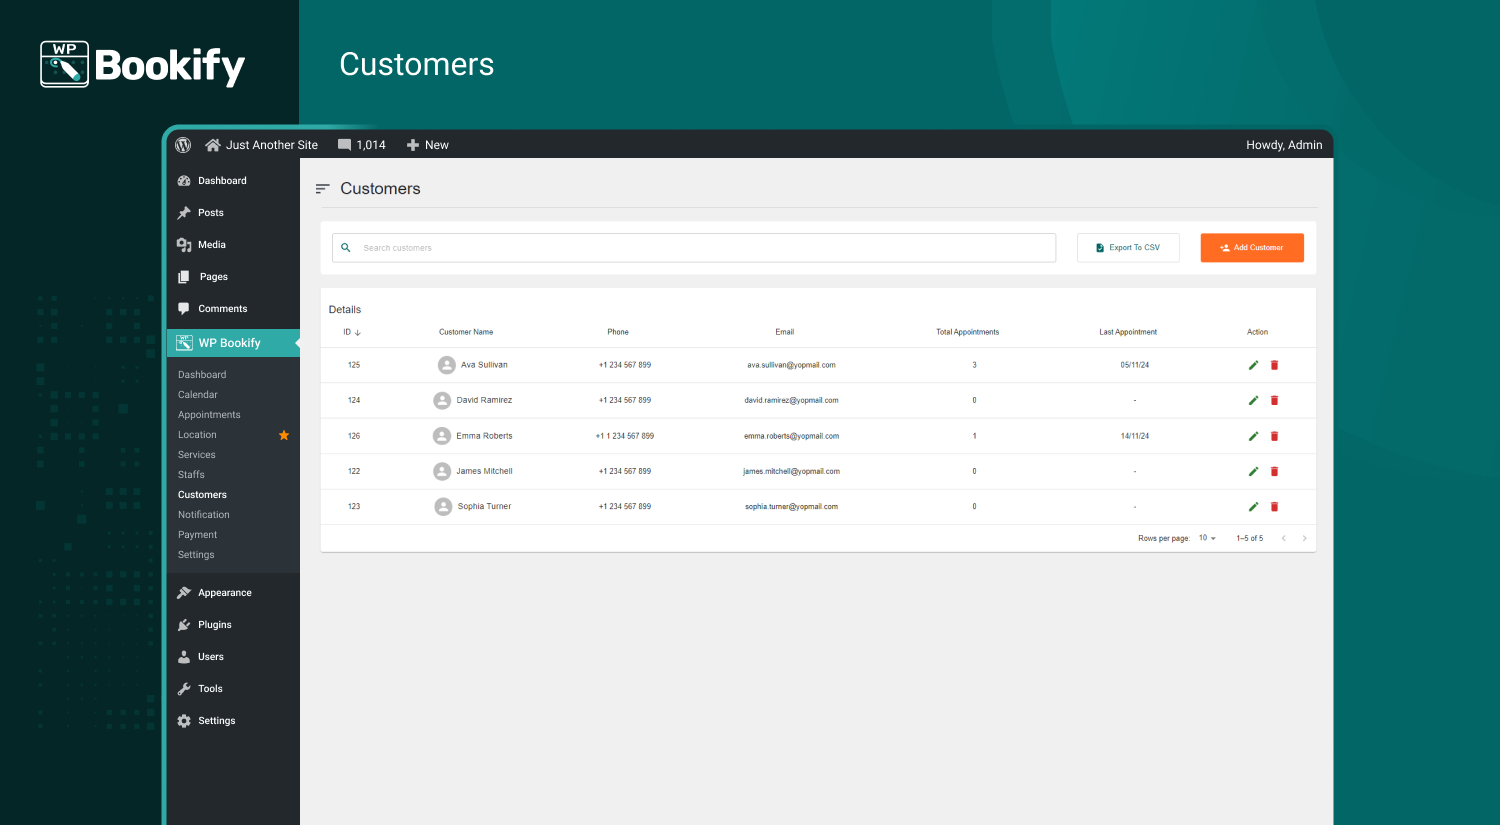 WP
Bookify
Customers
Just Another Site
1,014
New
Howdy, Admin
Dashboard
Posts
Media
Pages
Comments
WP Bookify
Dashboard
Calendar
Appointments
Location
Services
Staffs
Customers
Notification
Payment
Settings
Appearance
Plugins
Users
Tools
Settings
Customers
Search customers
Export To CSV
Add Customer
Details
ID Customer Name Phone Email Total Appointments Last Appointment Action
125 Ava Sullivan +1 234 567 899 ava.sullivan@yopmail.com 3 05/11/24
124 David Ramirez +1 234 567 899 david.ramirez@yopmail.com 0 -
126 Emma Roberts +1 1 234 567 899 emma.roberts@yopmail.com 1 14/11/24
122 James Mitchell +1 234 567 899 james.mitchell@yopmail.com 0 -
123 Sophia Turner +1 234 567 899 sophia.turner@yopmail.com 0 -
Rows per page: 10 1–5 of 5